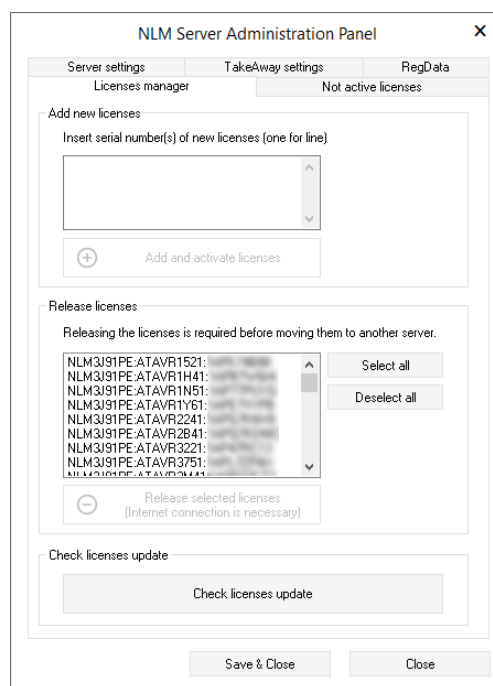 NLM Server Administration Panel
Server settings
TakeAway settings
RegData
Licenses manager
Not active licenses
Add new licenses
Insert serial number(s) of new licenses (one for line)
Add and activate licenses
Release licenses
Releasing the licenses is required before moving them to another server.
NLM3J91PE:ATAVR1521:
NLM3J91PE:ATAVR1H41:
NLM3J91PE:ATAVR1N51:
NLM3J91PE:ATAVR1Y61:
NLM3J91PE:ATAVR2241:
NLM3J91PE:ATAVR2B41:
NLM3J91PE:ATAVR3221:
NLM3J91PE:ATAVR3751:
Select all
Deselect all
Release selected licenses
(Internet connection is necessary)
Check licenses update
Check licenses update
Save & Close
Close